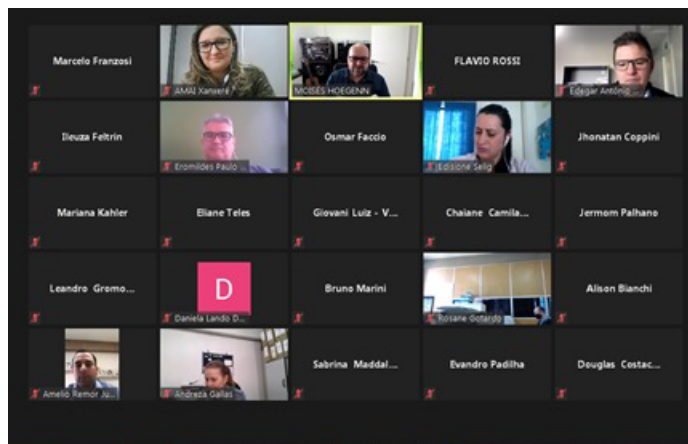 Marcelo Franzosi
AMAI Xanxerê
MOISÉS HOEGENN
FLAVIO ROSSI
Edegar Antônio ...
Ileuza Feltrin
Eromildes Paulo ...
Osmar Faccio
Edisione Selig
Jhonatan Coppini
Mariana Kahler
Eliane Teles
Giovani Luiz - V...
Chaiane Camila...
Jermom Palhano
Leandro Gromo...
D
Daniela Lando D...
Bruno Marini
Rosane Gotardo
Alison Bianchi
Amelio Remor Ju...
Andreza Gallas
Sabrina Maddal...
Evandro Padilha
Douglas Costac...